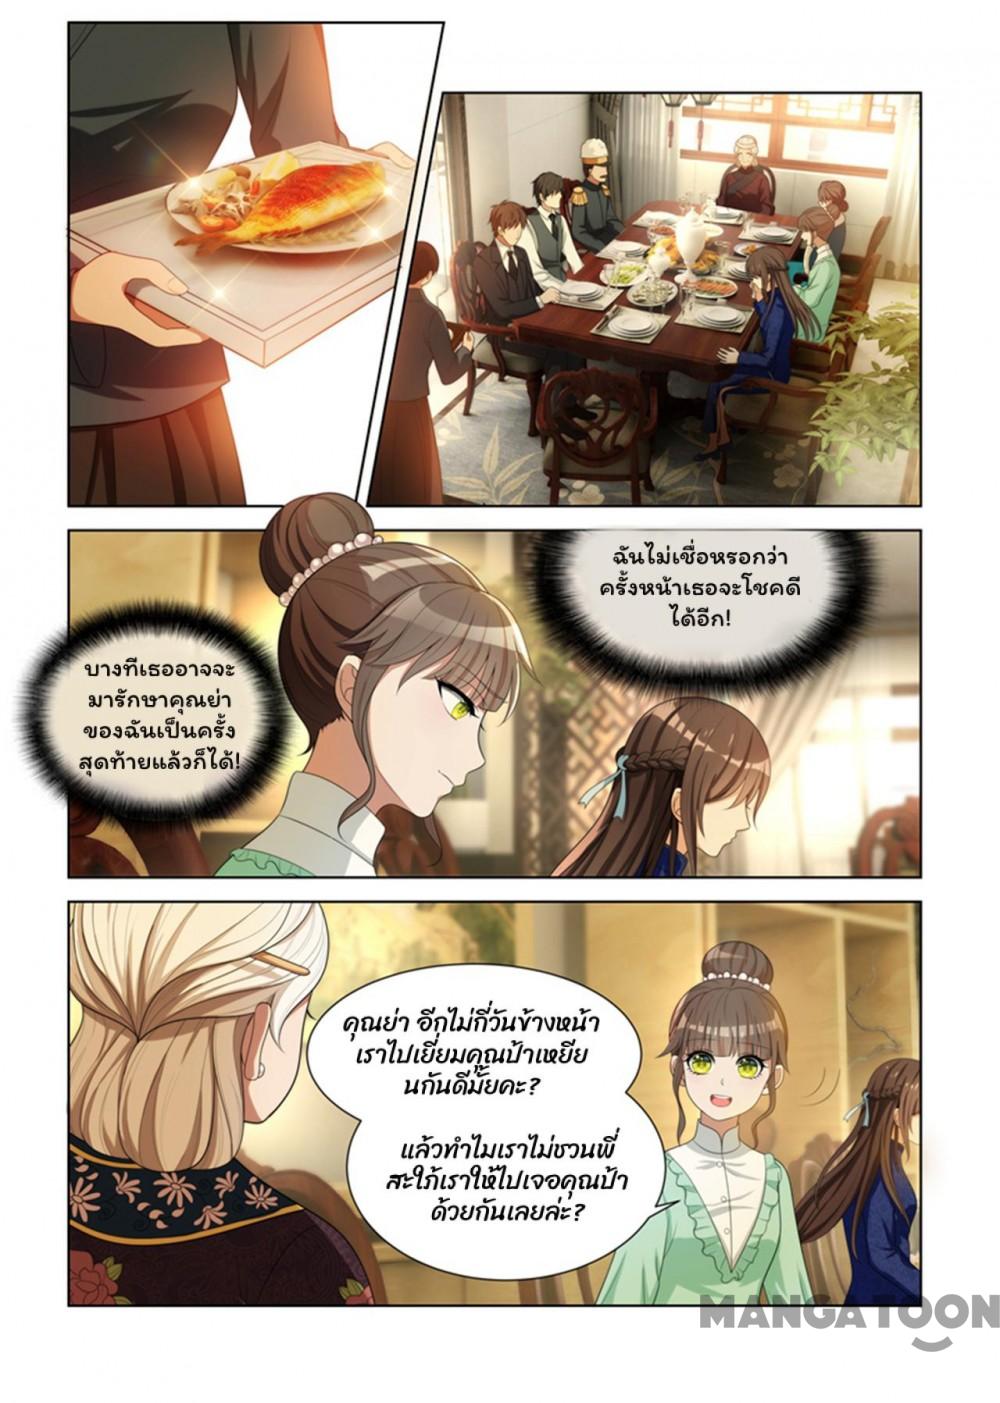 ฉันไม่เชื่อหรอกว่า
ครั้งหน้าเธอจะโชคดี
ได้อีก!
บางทีเธออาจจะ
มารักษาคุณย่า
ของฉันเป็นครั้ง
สุดท้ายแล้วก็ได้!
คุณย่า อีกไม่กี่วันข้างหน้า
เราไปเยี่ยมคุณป้าเหยีย
นกันดีมั้ยคะ?
แล้วทำไมเราไม่ชวนพี่
สะใภ้เราให้ไปเจอคุณป้า
ด้วยกันเลยล่ะ?
MANGATOON